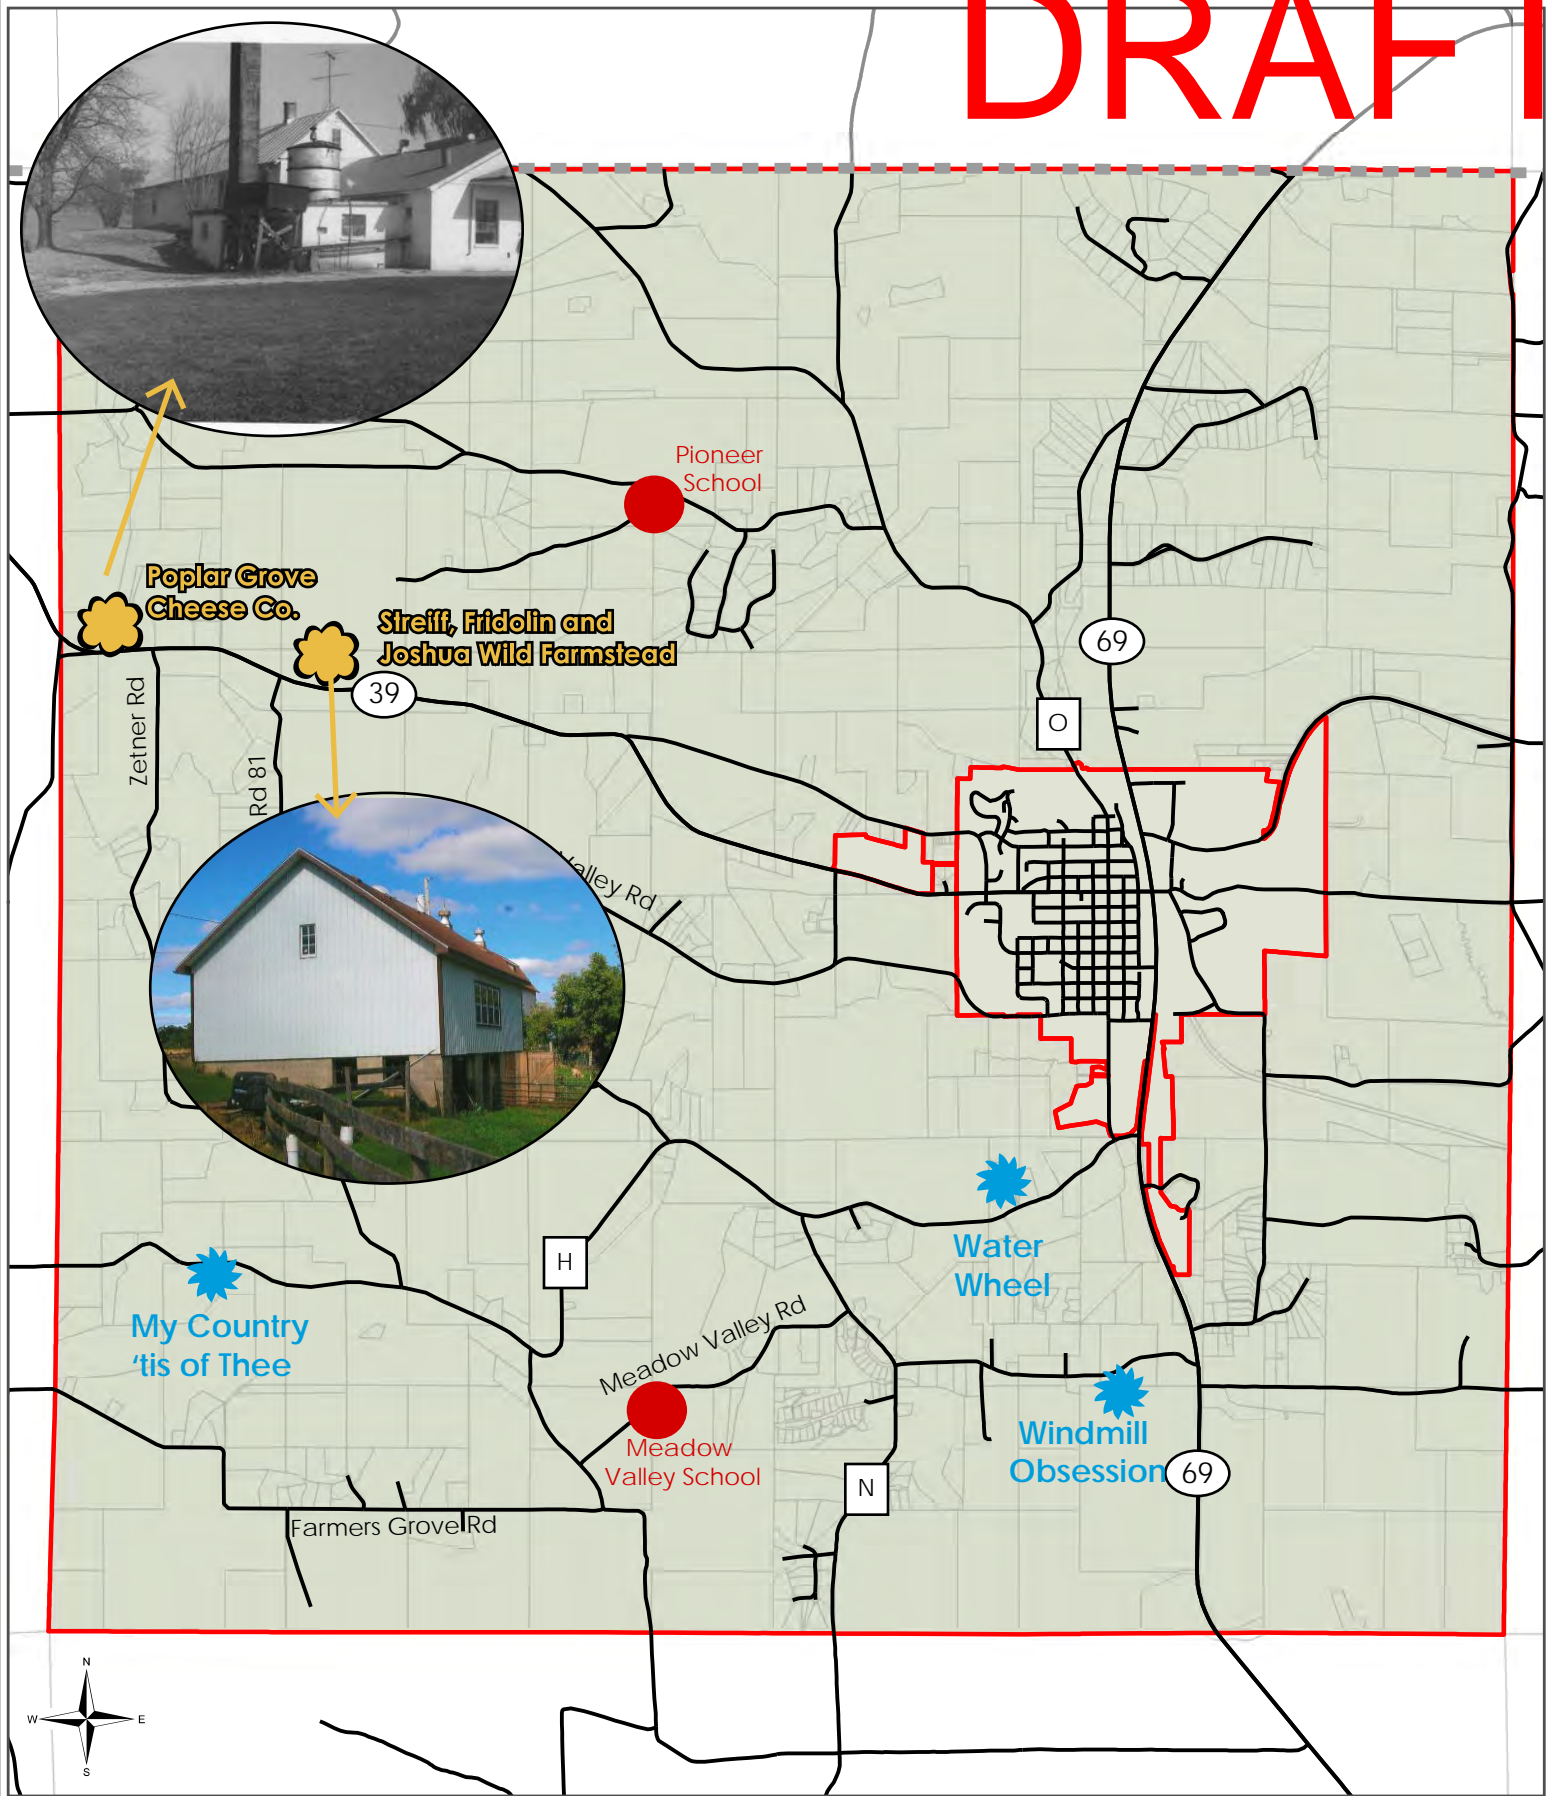 DRAFT
Pioneer
School
Poplar Grove
Cheese Co.
Streiff, Fridolin and
Joshua Wild Farmstead
69
39
Zetner Rd
O
Rd 81
Valley Rd
Water
Wheel
H
My Country
‘tis of Thee
Meadow Valley Rd
Meadow
Valley School
Windmill
Obsession
69
N
Farmers Grove Rd
N
W
E
S